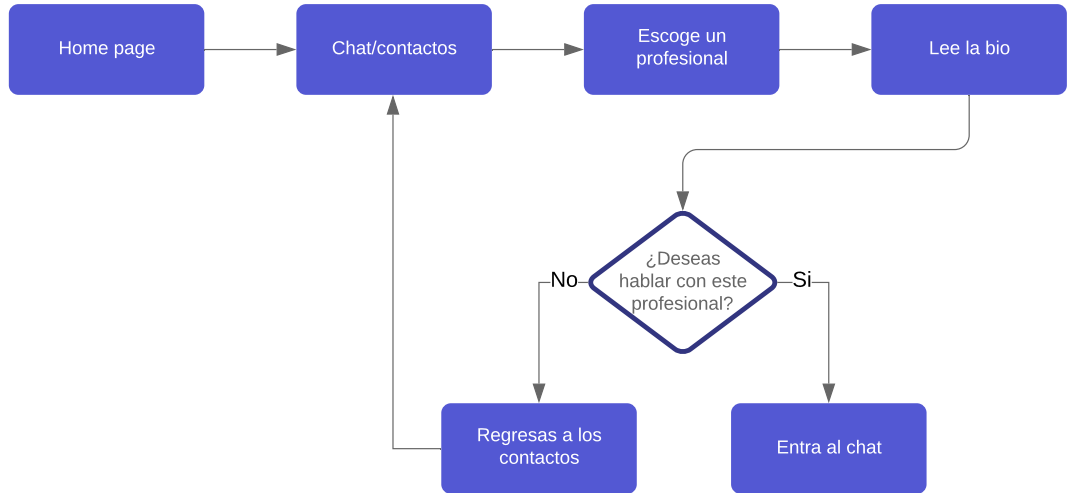 Home page
Chat/contactos
Escoge un
profesional
Lee la bio
¿Deseas
hablar con este
profesional?
No
Si
Regresas a los
contactos
Entra al chat